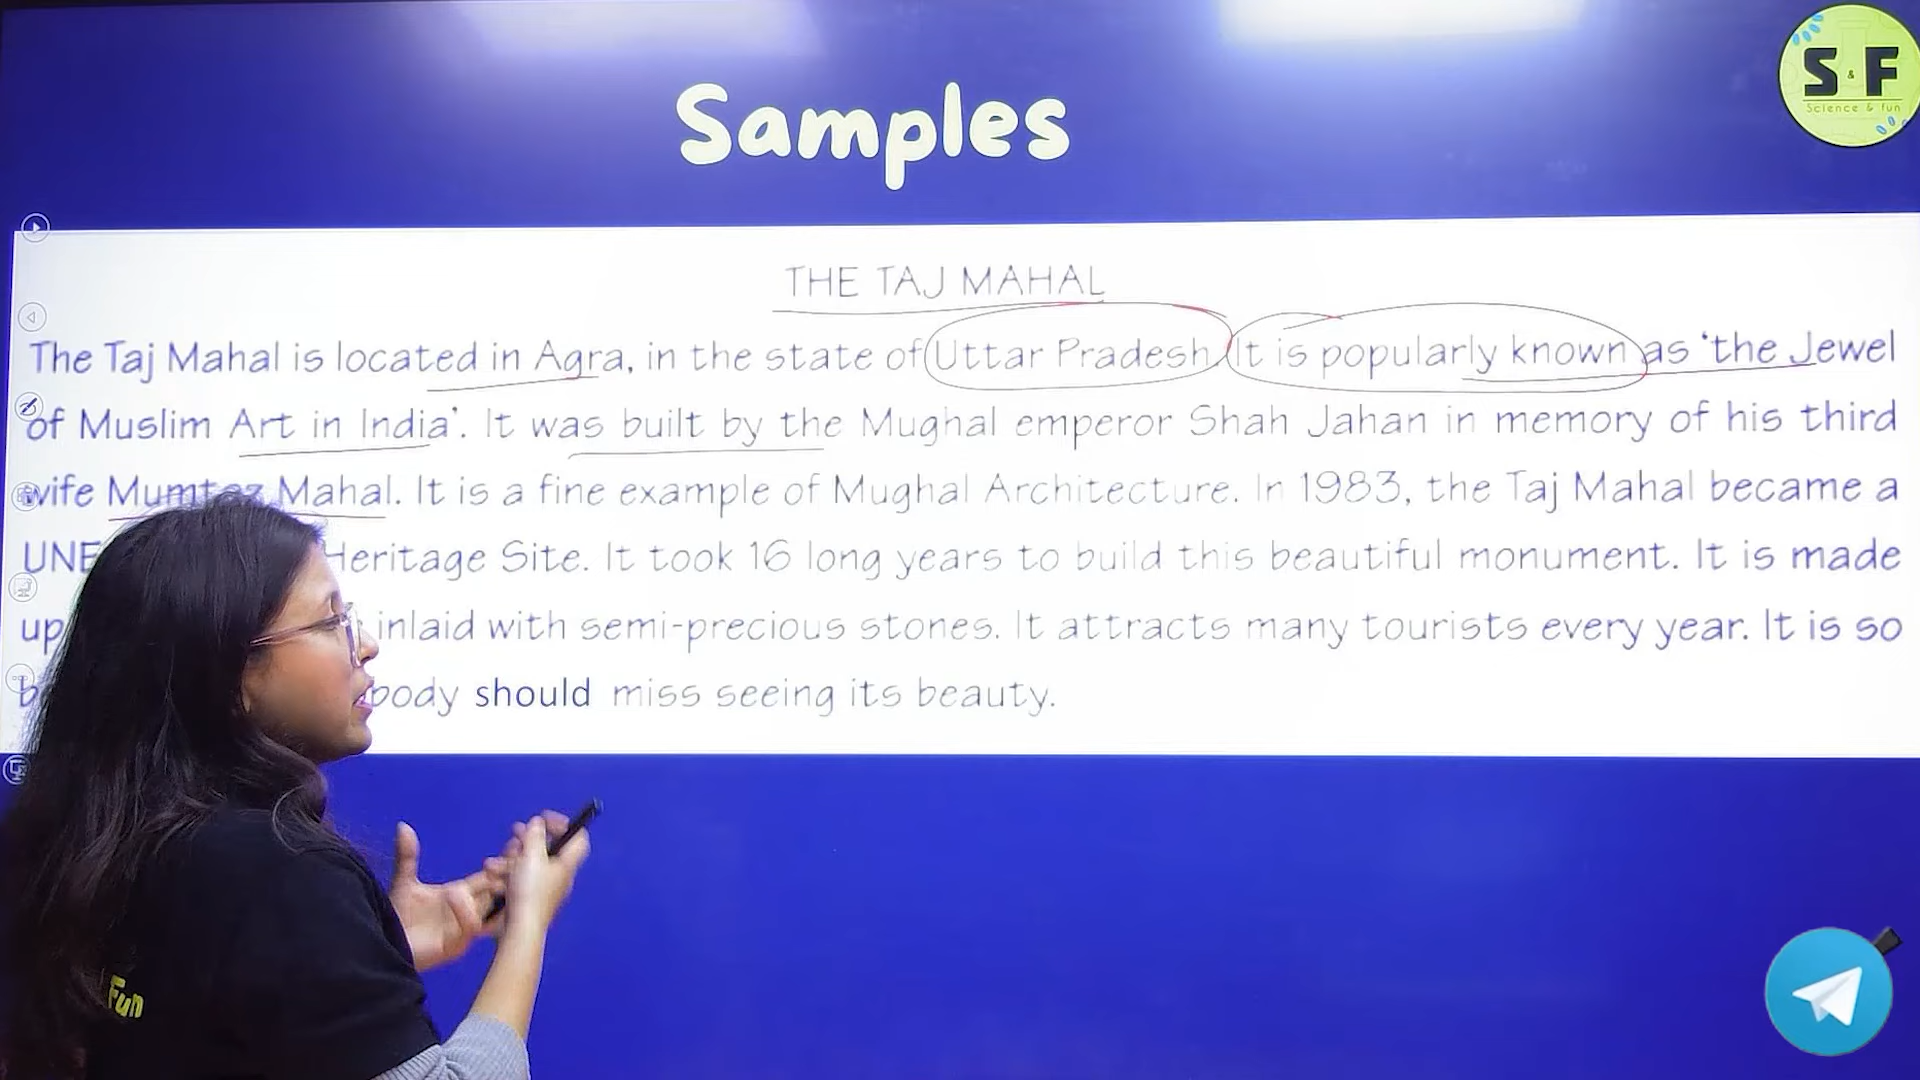 Samples
S & F
Science & fun
THE TAJ MAHAL
The Taj Mahal is located in Agra, in the state of Uttar Pradesh. It is popularly known as ‘the Jewel
of Muslim Art in India’. It was built by the Mughal emperor Shah Jahan in memory of his third
wife Mumtaz Mahal. It is a fine example of Mughal Architecture. In 1983, the Taj Mahal became a
Heritage Site. It took 16 long years to build this beautiful monument. It is made
up inlaid with semi-precious stones. It attracts many tourists every year. It is so
should miss seeing its beauty.
Fun